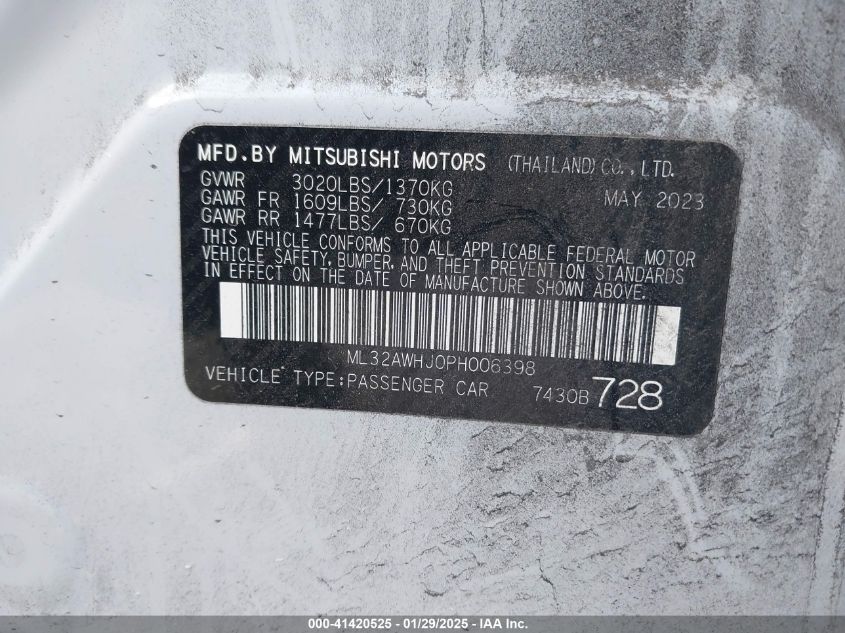 MFD.BY MITSUBISHI MOTORS (THAILAND)CO.,LTD.
GVWR 3020LBS/1370KG MAY 2023
GAWR FR 1609LBS/ 730KG
GAWR RR 1477LBS/ 670KG
THIS VEHICLE CONFORMS TO ALL APPLICABLE FEDERAL MOTOR
VEHICLE SAFETY, BUMPER, AND THEFT PREVENTION STANDARDS
IN EFFECT ON THE DATE OF MANUFACTURE SHOWN ABOVE.
ML32AWHJ0PH006398
VEHICLE TYPE:PASSENGER CAR 7430B 728
000-41420525 - 01/29/2025 - IAA Inc.